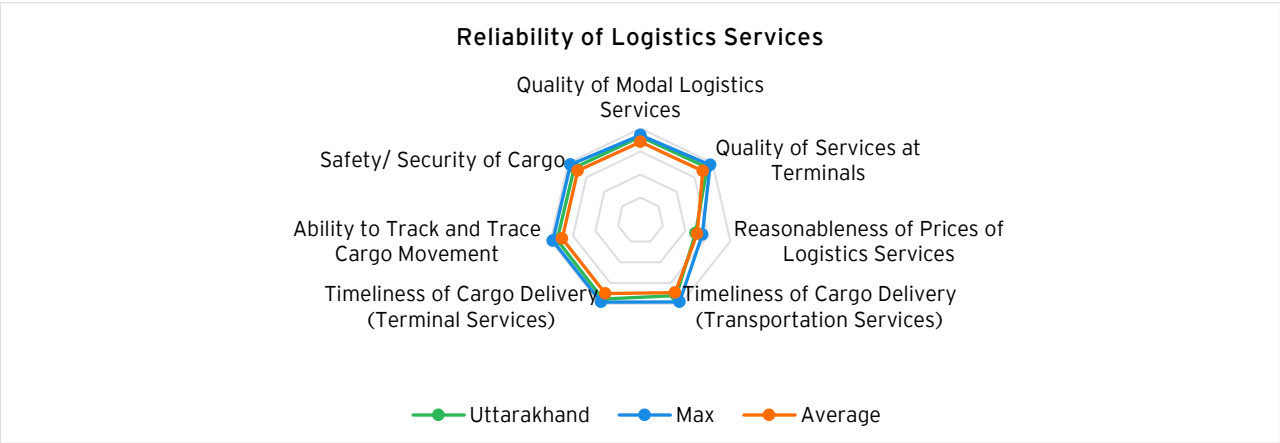 Reliability of Logistics Services
Quality of Modal Logistics
Services
Quality of Services at
Terminals
Safety/ Security of Cargo
Reasonableness of Prices of
Logistics Services
Ability to Track and Trace
Cargo Movement
Timeliness of Cargo Delivery
(Transportation Services)
Timeliness of Cargo Delivery
(Terminal Services)
Uttarakhand
Max
Average